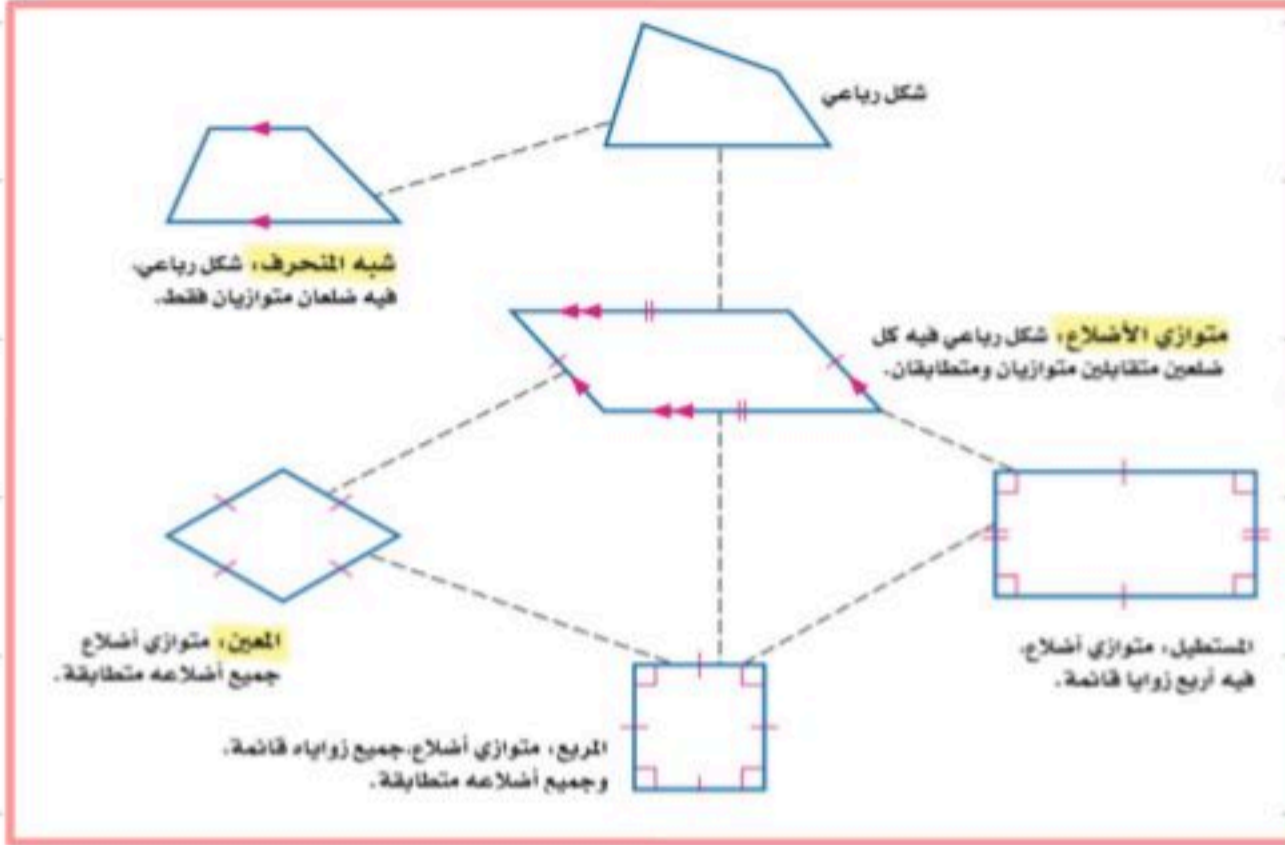 شكل رباعي
شبه المنحرف، شكل رباعي،
فيه ضلعان متوازيان فقط.
متوازي الأضلاع، شكل رباعي فيه كل
ضلعين متقابلين متوازيان ومتطابقان.
المستطيل، متوازي أضلاع،
فيه أربع زوايا قائمة.
المعين، متوازي أضلاع
جميع أضلاعه متطابقة.
المربع، متوازي أضلاع، جميع زواياه قائمة،
وجميع أضلاعه متطابقة.